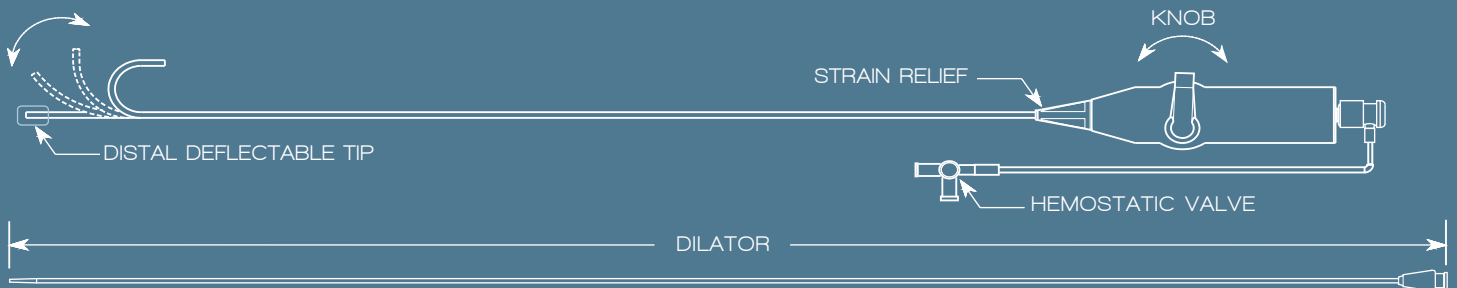 KNOB
STRAIN RELIEF
DISTAL DEFLECTABLE TIP
HEMOSTATIC VALVE
DILATOR